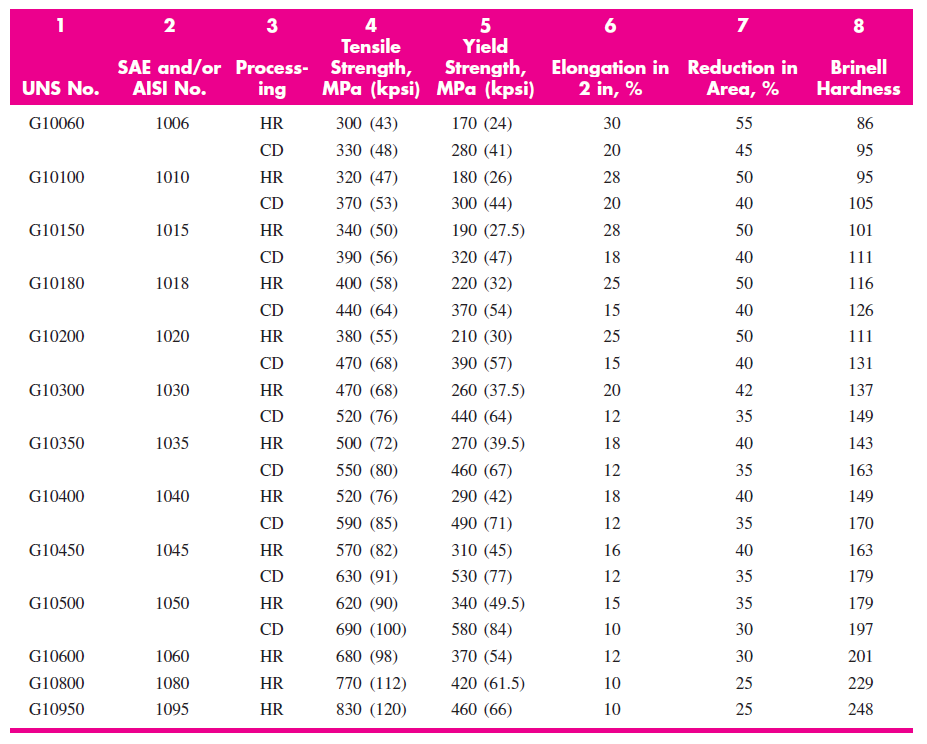 1 2 3 4 5 6 7 8
Tensile Yield
SAE and/or Process- Strength, Strength, Elongation in Reduction in Brinell
UNS No. AISI No. ing MPa (kpsi) MPa (kpsi) 2 in, % Area, % Hardness
G10060 1006 HR 300 (43) 170 (24) 30 55 86
CD 330 (48) 280 (41) 20 45 95
G10100 1010 HR 320 (47) 180 (26) 28 50 95
CD 370 (53) 300 (44) 20 40 105
G10150 1015 HR 340 (50) 190 (27.5) 28 50 101
CD 390 (56) 320 (47) 18 40 111
G10180 1018 HR 400 (58) 220 (32) 25 50 116
CD 440 (64) 370 (54) 15 40 126
G10200 1020 HR 380 (55) 210 (30) 25 50 111
CD 470 (68) 390 (57) 15 40 131
G10300 1030 HR 470 (68) 260 (37.5) 20 42 137
CD 520 (76) 440 (64) 12 35 149
G10350 1035 HR 500 (72) 270 (39.5) 18 40 143
CD 550 (80) 460 (67) 12 35 163
G10400 1040 HR 520 (76) 290 (42) 18 40 149
CD 590 (85) 490 (71) 12 35 170
G10450 1045 HR 570 (82) 310 (45) 16 40 163
CD 630 (91) 530 (77) 12 35 179
G10500 1050 HR 620 (90) 340 (49.5) 15 35 179
CD 690 (100) 580 (84) 10 30 197
G10600 1060 HR 680 (98) 370 (54) 12 30 201
G10800 1080 HR 770 (112) 420 (61.5) 10 25 229
G10950 1095 HR 830 (120) 460 (66) 10 25 248